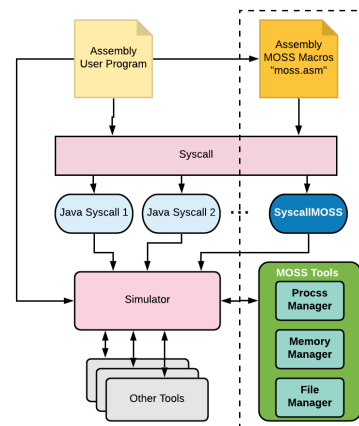 Assembly
User Program
Assembly
MOSS Macros
"moss.asm"
Syscall
Java Syscall 1
Java Syscall 2
...
SyscallMOSS
Simulator
MOSS Tools
Procss
Manager
Memory
Manager
File
Manager
Other Tools